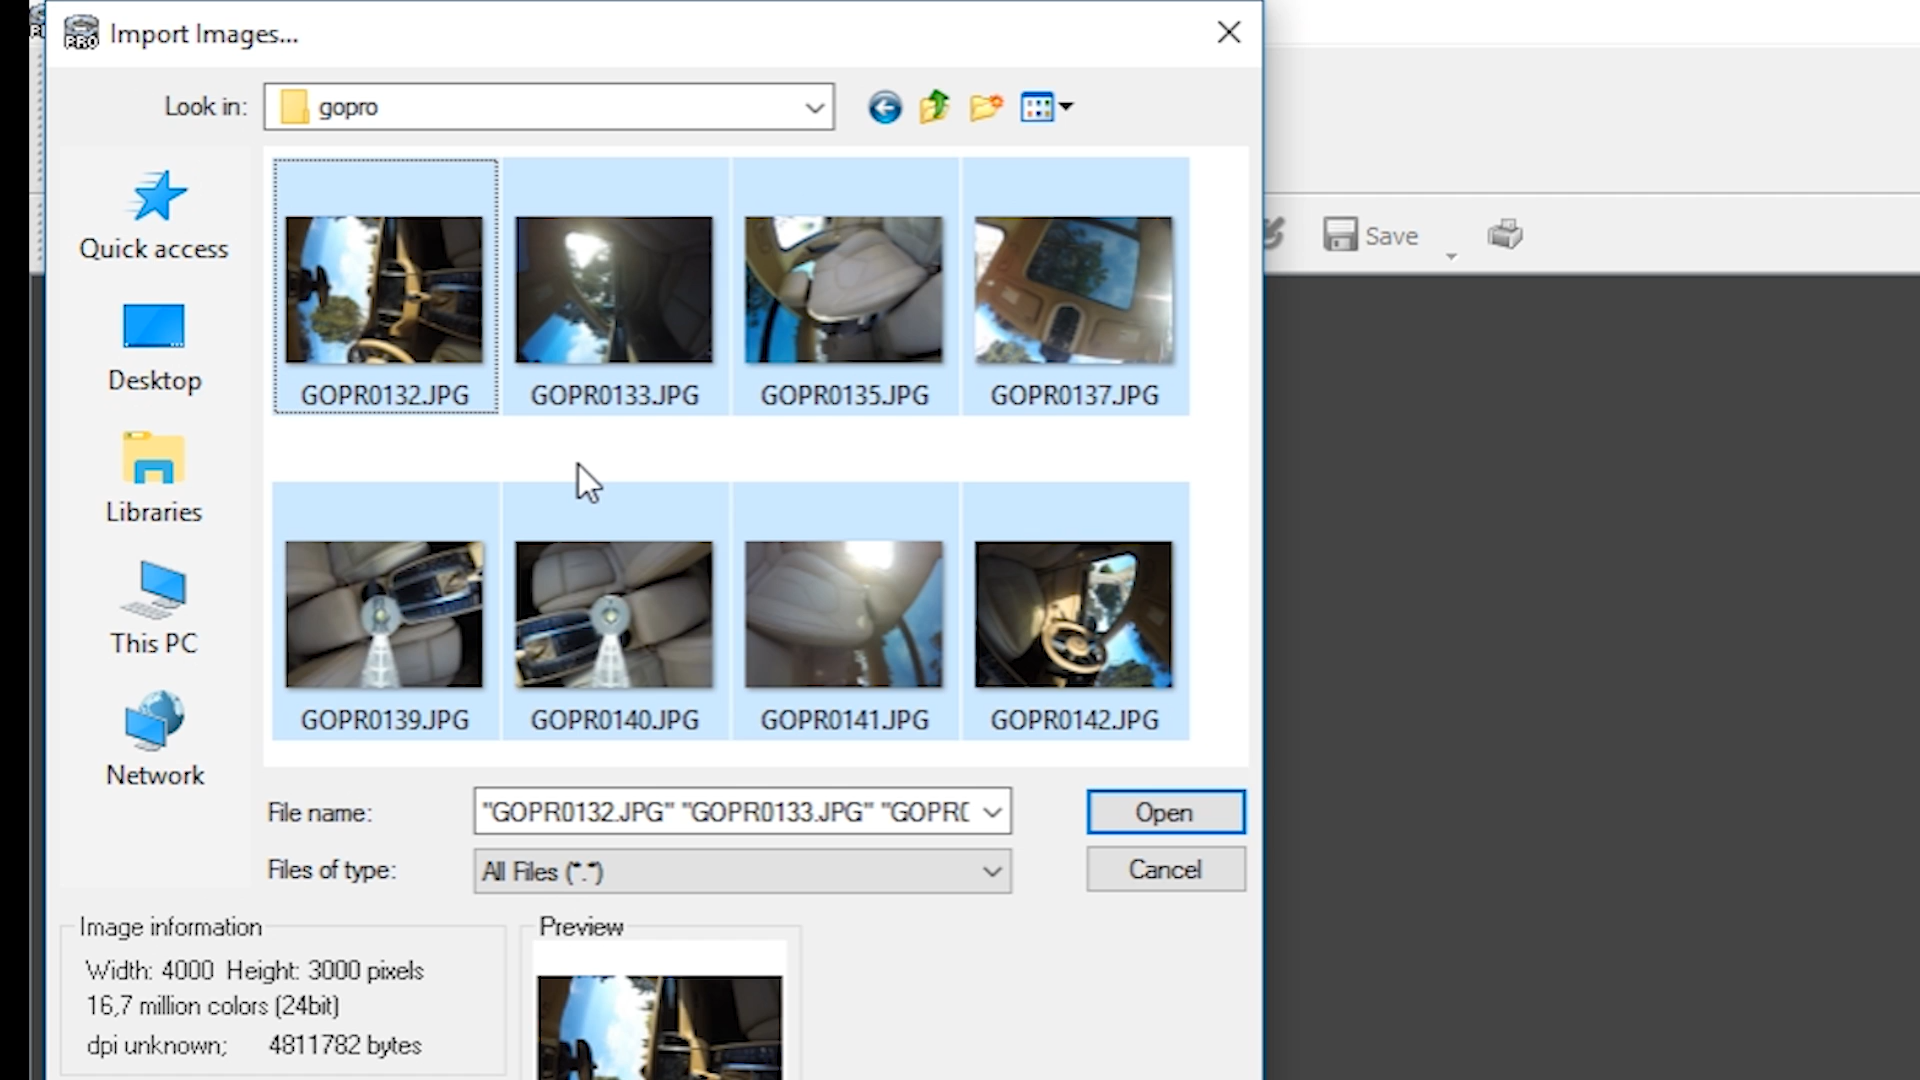 PRO
Import Images...
Look in:
gopro
Quick access
Desktop
Libraries
This PC
Network
GOPR0132.JPG
GOPR0133.JPG
GOPR0135.JPG
GOPR0137.JPG
GOPR0139.JPG
GOPR0140.JPG
GOPR0141.JPG
GOPR0142.JPG
Save
File name:
"GOPR0132.JPG" "GOPR0133.JPG" "GOPR0
Open
Files of type:
All Files (*.*)
Cancel
Image information
Width: 4000 Height: 3000 pixels
16,7 million colors (24bit)
dpi unknown; 4811782 bytes
Preview